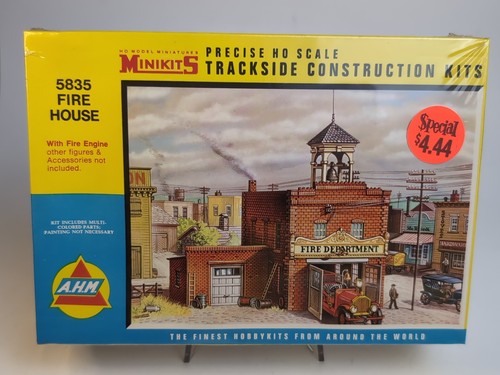 HO MODEL MINIATURES
MINIKITS
PRECISE HO SCALE
TRACKSIDE CONSTRUCTION KITS
5835
FIRE
HOUSE
With Fire Engine
other figures &
Accessories not
included.
KIT INCLUDES MULTI-
COLORED PARTS;
PAINTING NOT NECESSARY
A.H.M.
Special
$4.44
ON
FIRE DEPARTMENT
THE FINEST HOBBYKITS FROM AROUND THE WORLD